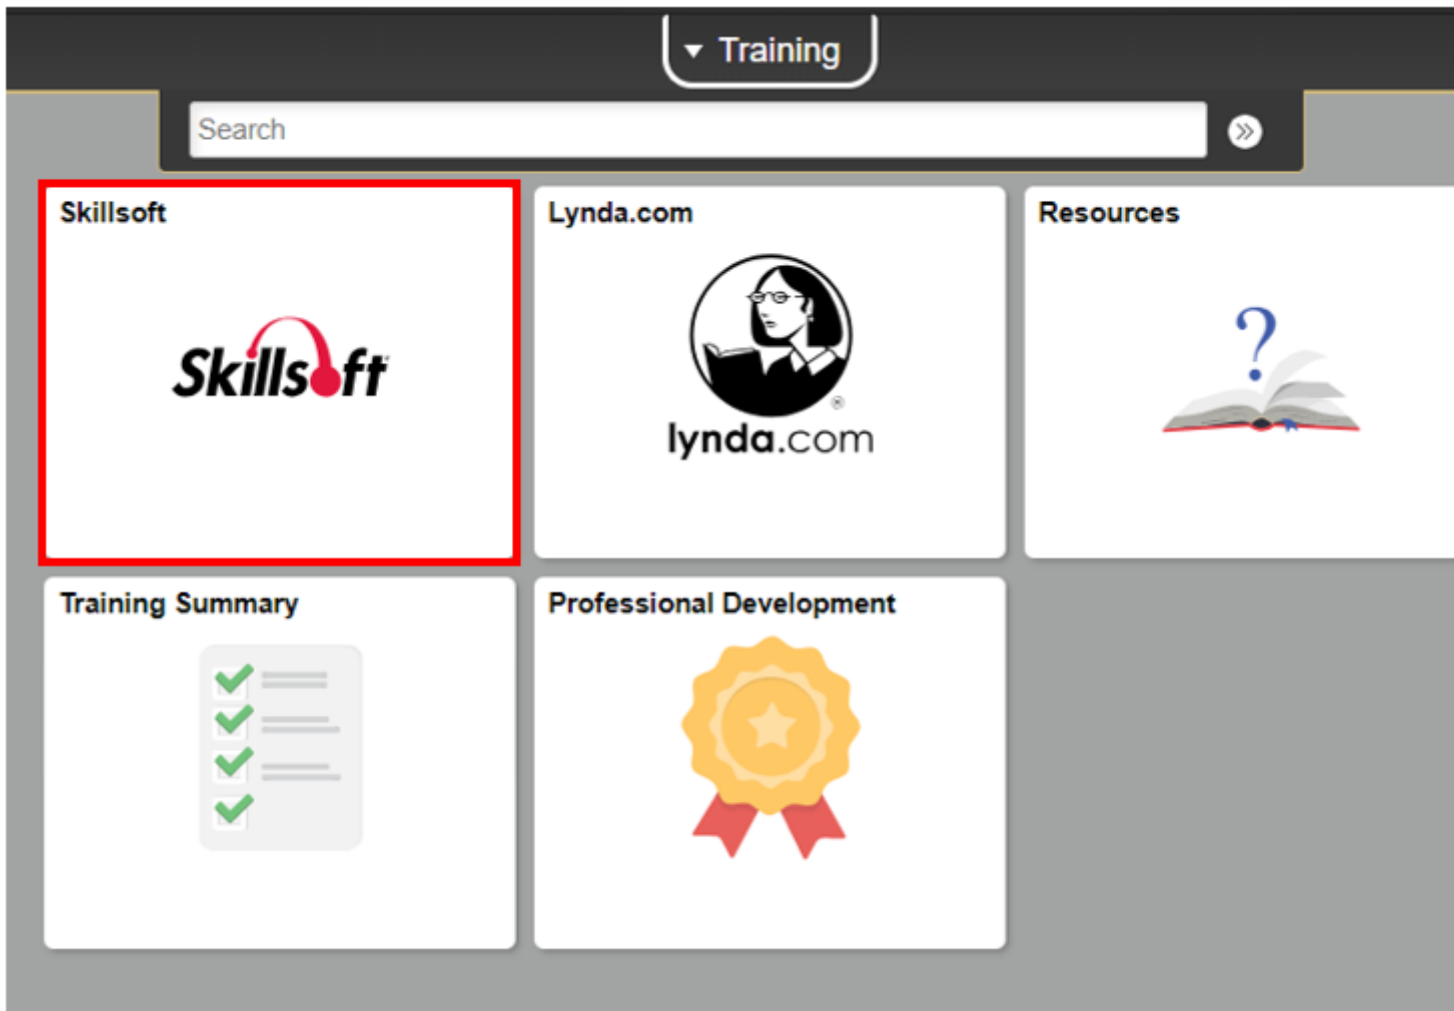 Training
Search
Skillsoft
Lynda.com
Resources
Skillsoft
?
®
lynda.com
Training Summary
Professional Development